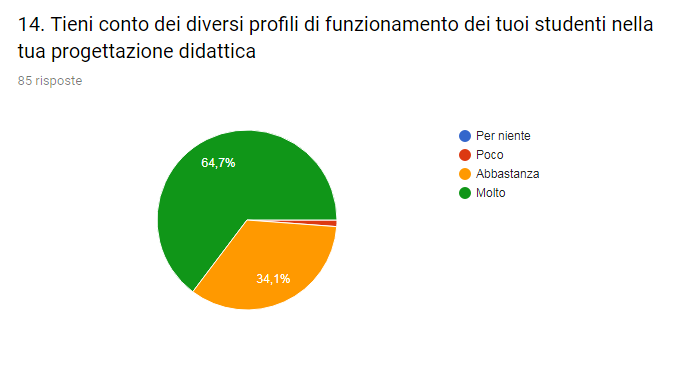 14. Tieni conto dei diversi profili di funzionamento dei tuoi studenti nella
tua progettazione didattica
85 risposte
Per niente
Poco
Abbastanza
Molto
64,7%
34,1%